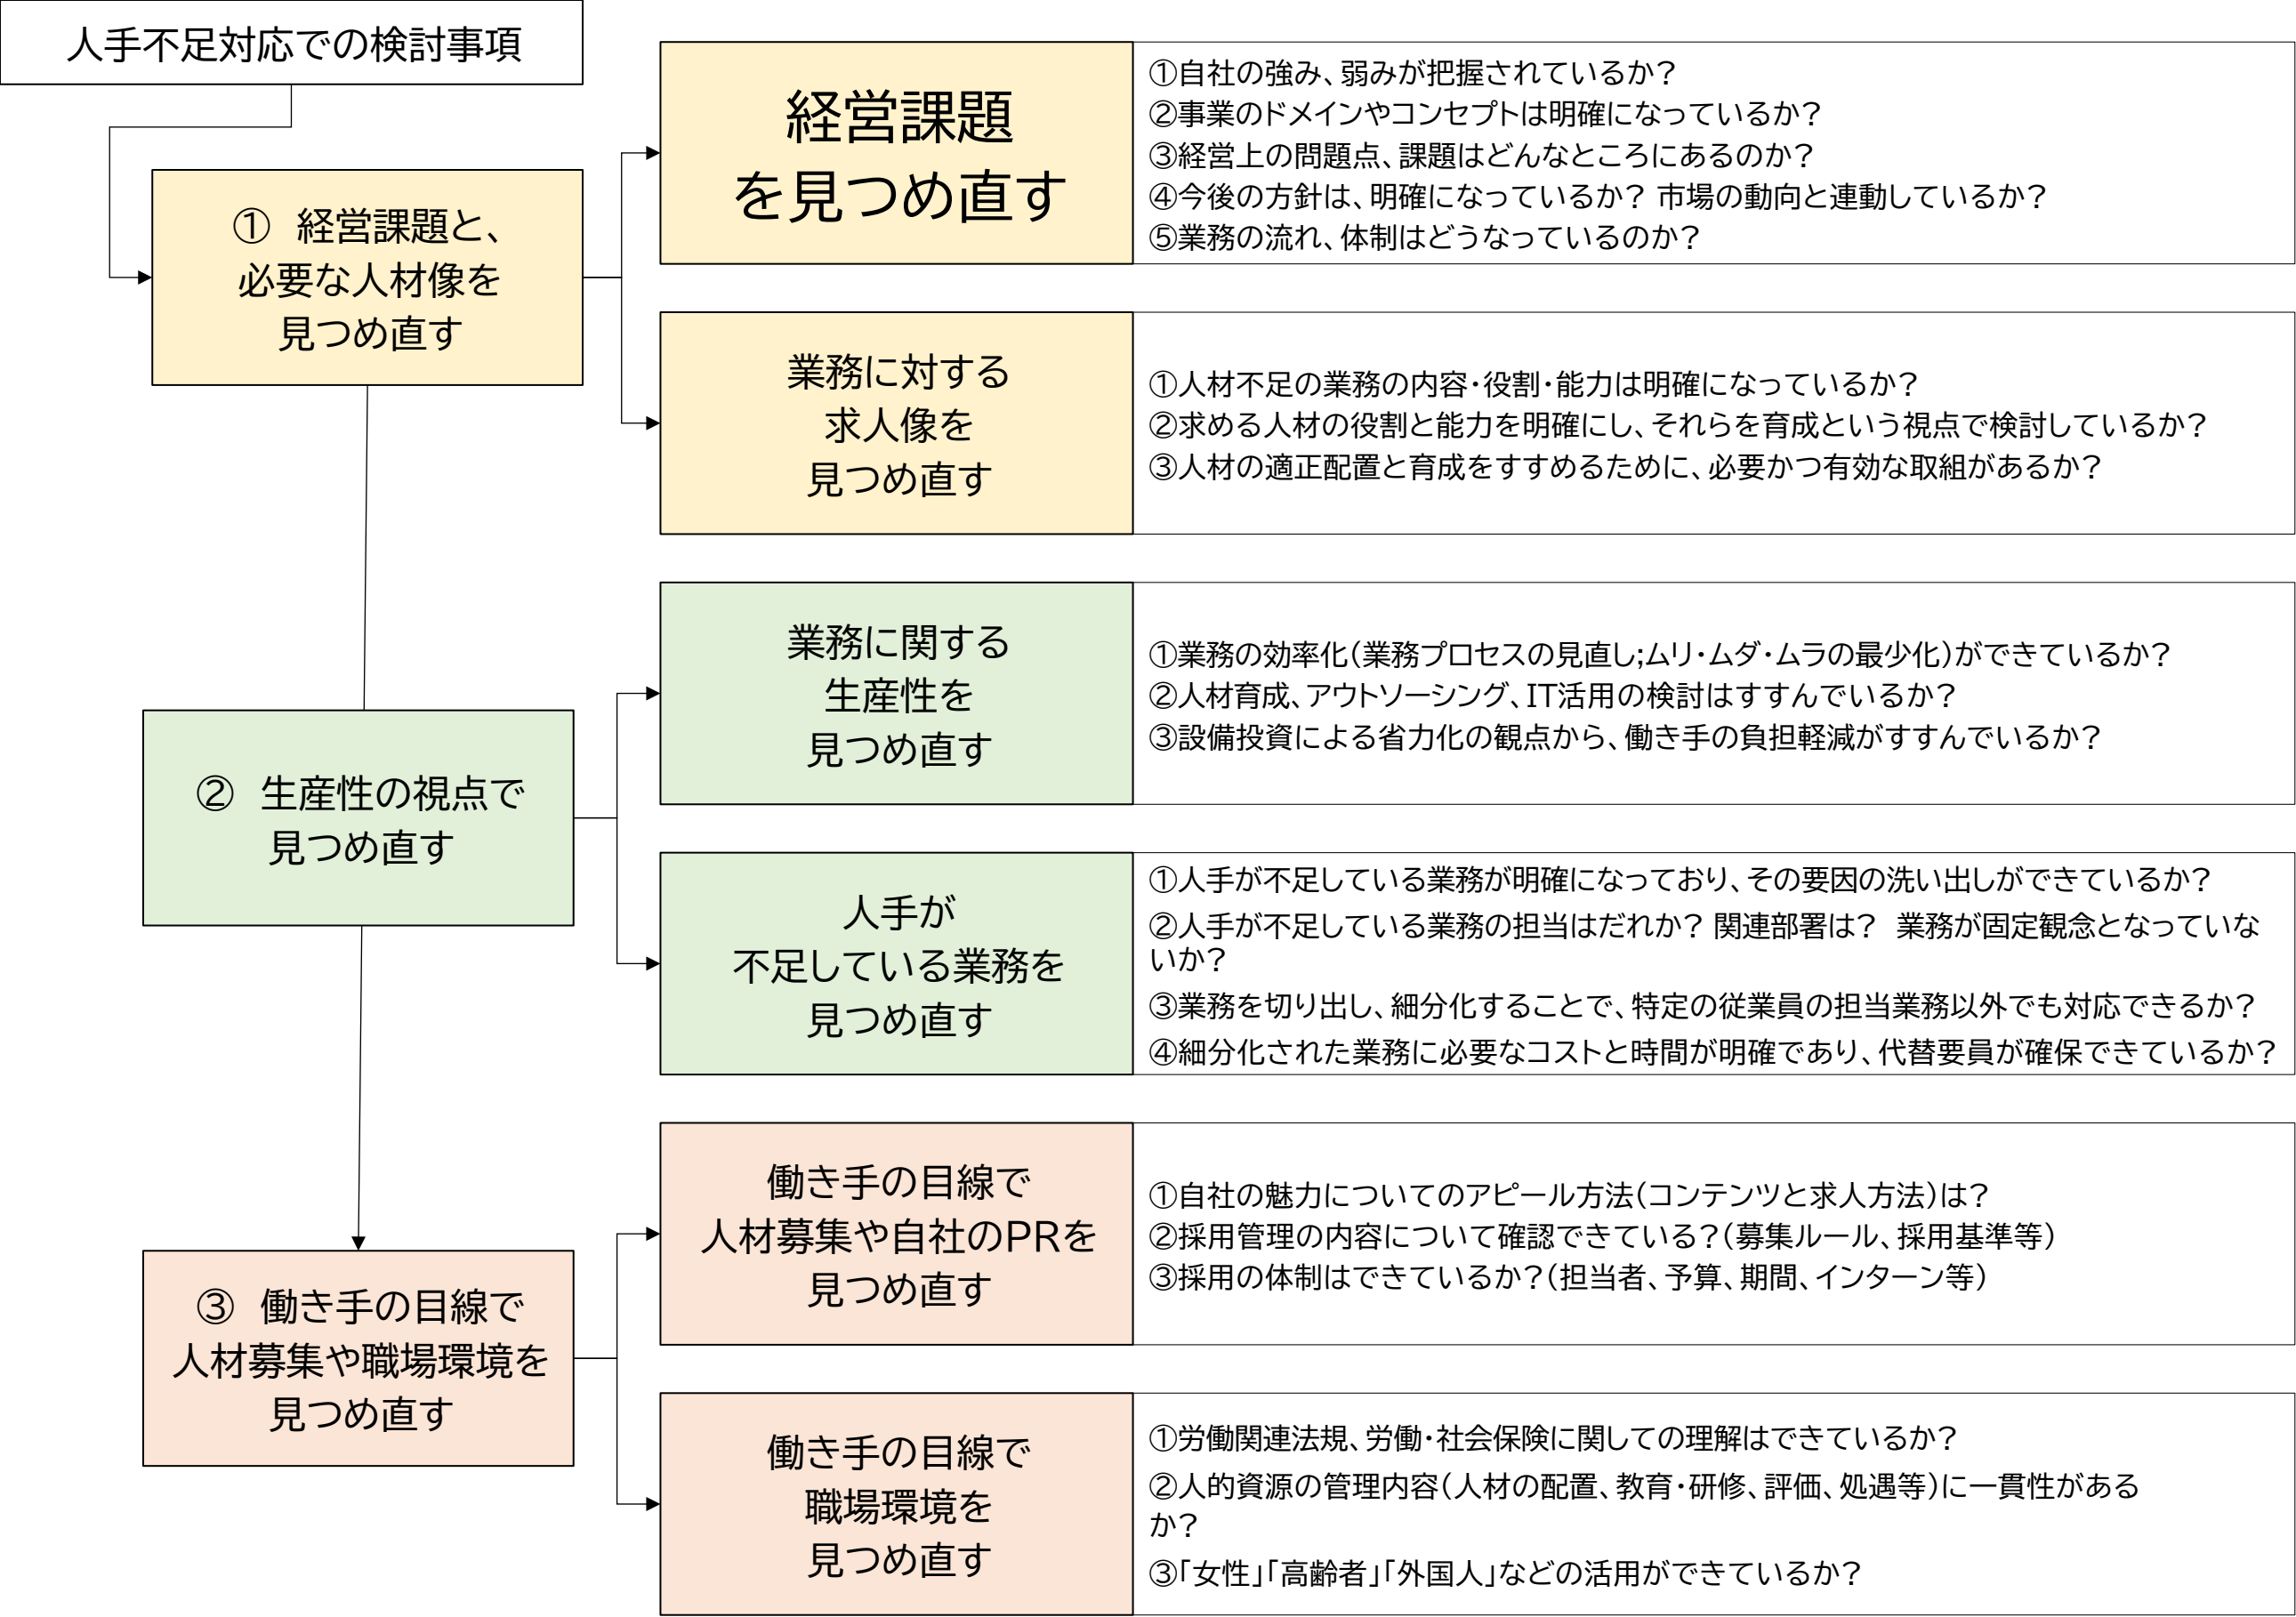 人手不足対応での検討事項
① 経営課題と、
必要な人材像を
見つめ直す
経営課題
を見つめ直す
①自社の強み、弱みが把握されているか？
②事業のドメインやコンセプトは明確になっているか？
③経営上の問題点、課題はどんなところにあるのか？
④今後の方針は、明確になっているか？ 市場の動向と連動しているか？
⑤業務の流れ、体制はどうなっているのか？
業務に対する
求人像を
見つめ直す
①人材不足の業務の内容・役割・能力は明確になっているか？
②求める人材の役割と能力を明確にし、それらを育成という視点で検討しているか？
③人材の適正配置と育成をすすめるために、必要かつ有効な取組があるか？
② 生産性の視点で
見つめ直す
業務に関する
生産性を
見つめ直す
①業務の効率化（業務プロセスの見直し；ムリ・ムダ・ムラの最少化）ができているか？
②人材育成、アウトソーシング、IT活用の検討はすすんでいるか？
③設備投資による省力化の観点から、働き手の負担軽減がすすんでいるか？
人手が
不足している業務を
見つめ直す
①人手が不足している業務が明確になっており、その要因の洗い出しができているか？
②人手が不足している業務の担当はだれか？ 関連部署は？ 業務が固定観念となっていな
いか？
③業務を切り出し、細分化することで、特定の従業員の担当業務以外でも対応できるか？
④細分化された業務に必要なコストと時間が明確であり、代替要員が確保できているか？
③ 働き手の目線で
人材募集や職場環境を
見つめ直す
働き手の目線で
人材募集や自社のPRを
見つめ直す
①自社の魅力についてのアピール方法（コンテンツと求人方法）は？
②採用管理の内容について確認できている？（募集ルール、採用基準等）
③採用の体制はできているか？（担当者、予算、期間、インターン等）
働き手の目線で
職場環境を
見つめ直す
①労働関連法規、労働・社会保険に関しての理解はできているか？
②人的資源の管理内容（人材の配置、教育・研修、評価、処遇等）に一貫性がある
か？
③「女性」「高齢者」「外国人」などの活用ができているか？